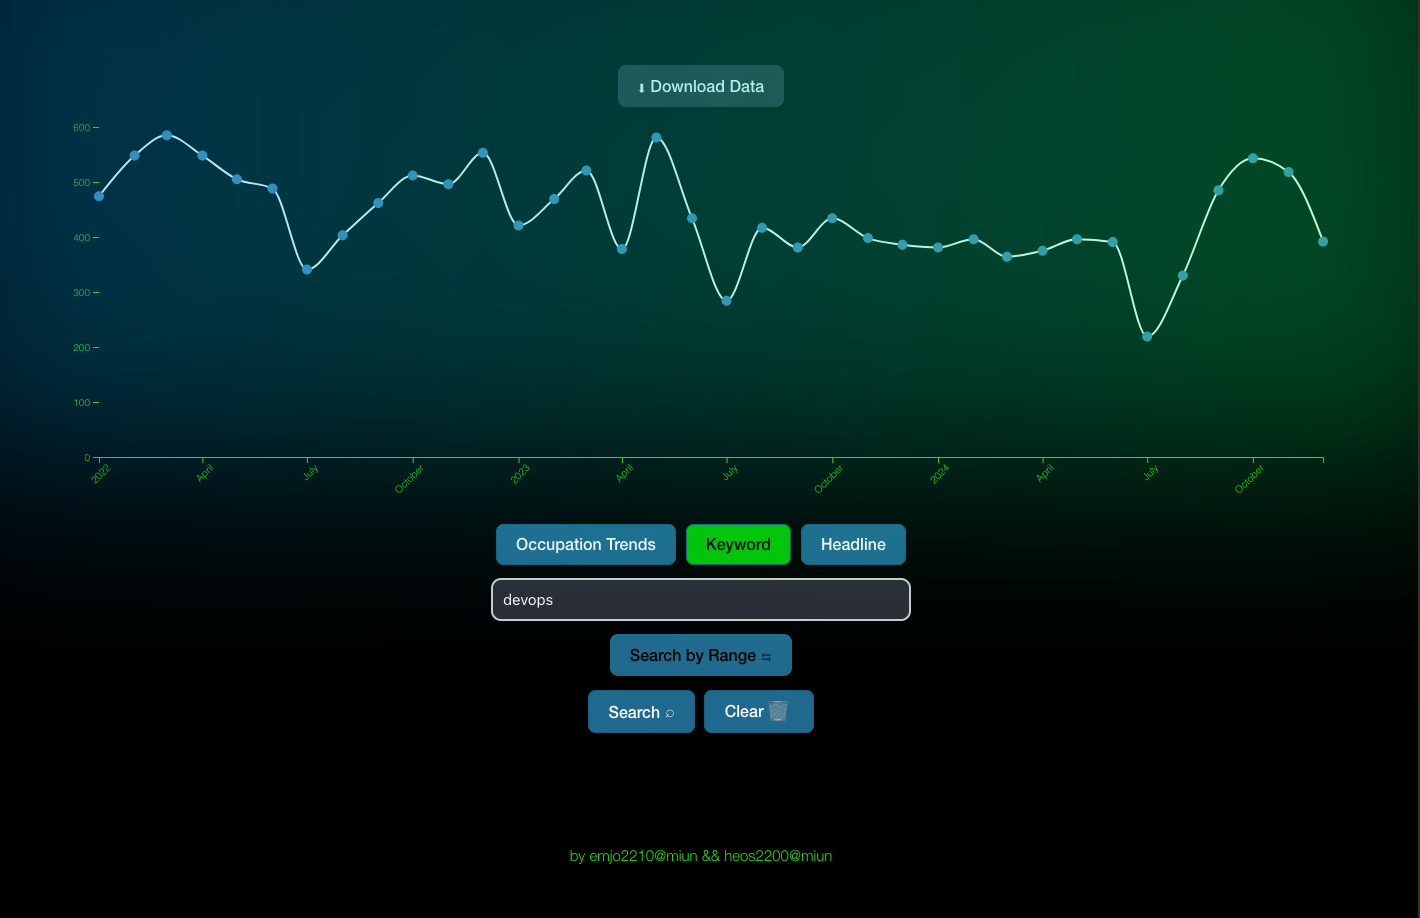 ⬇ Download Data
600
500
400
300
200
100
0
2022
April
July
October
2023
April
July
October
2024
April
July
October
Occupation Trends
Keyword
Headline
devops
Search by Range ⇆
Search ⌕
Clear 🗑
by emjo2210@miun && heos2200@miun